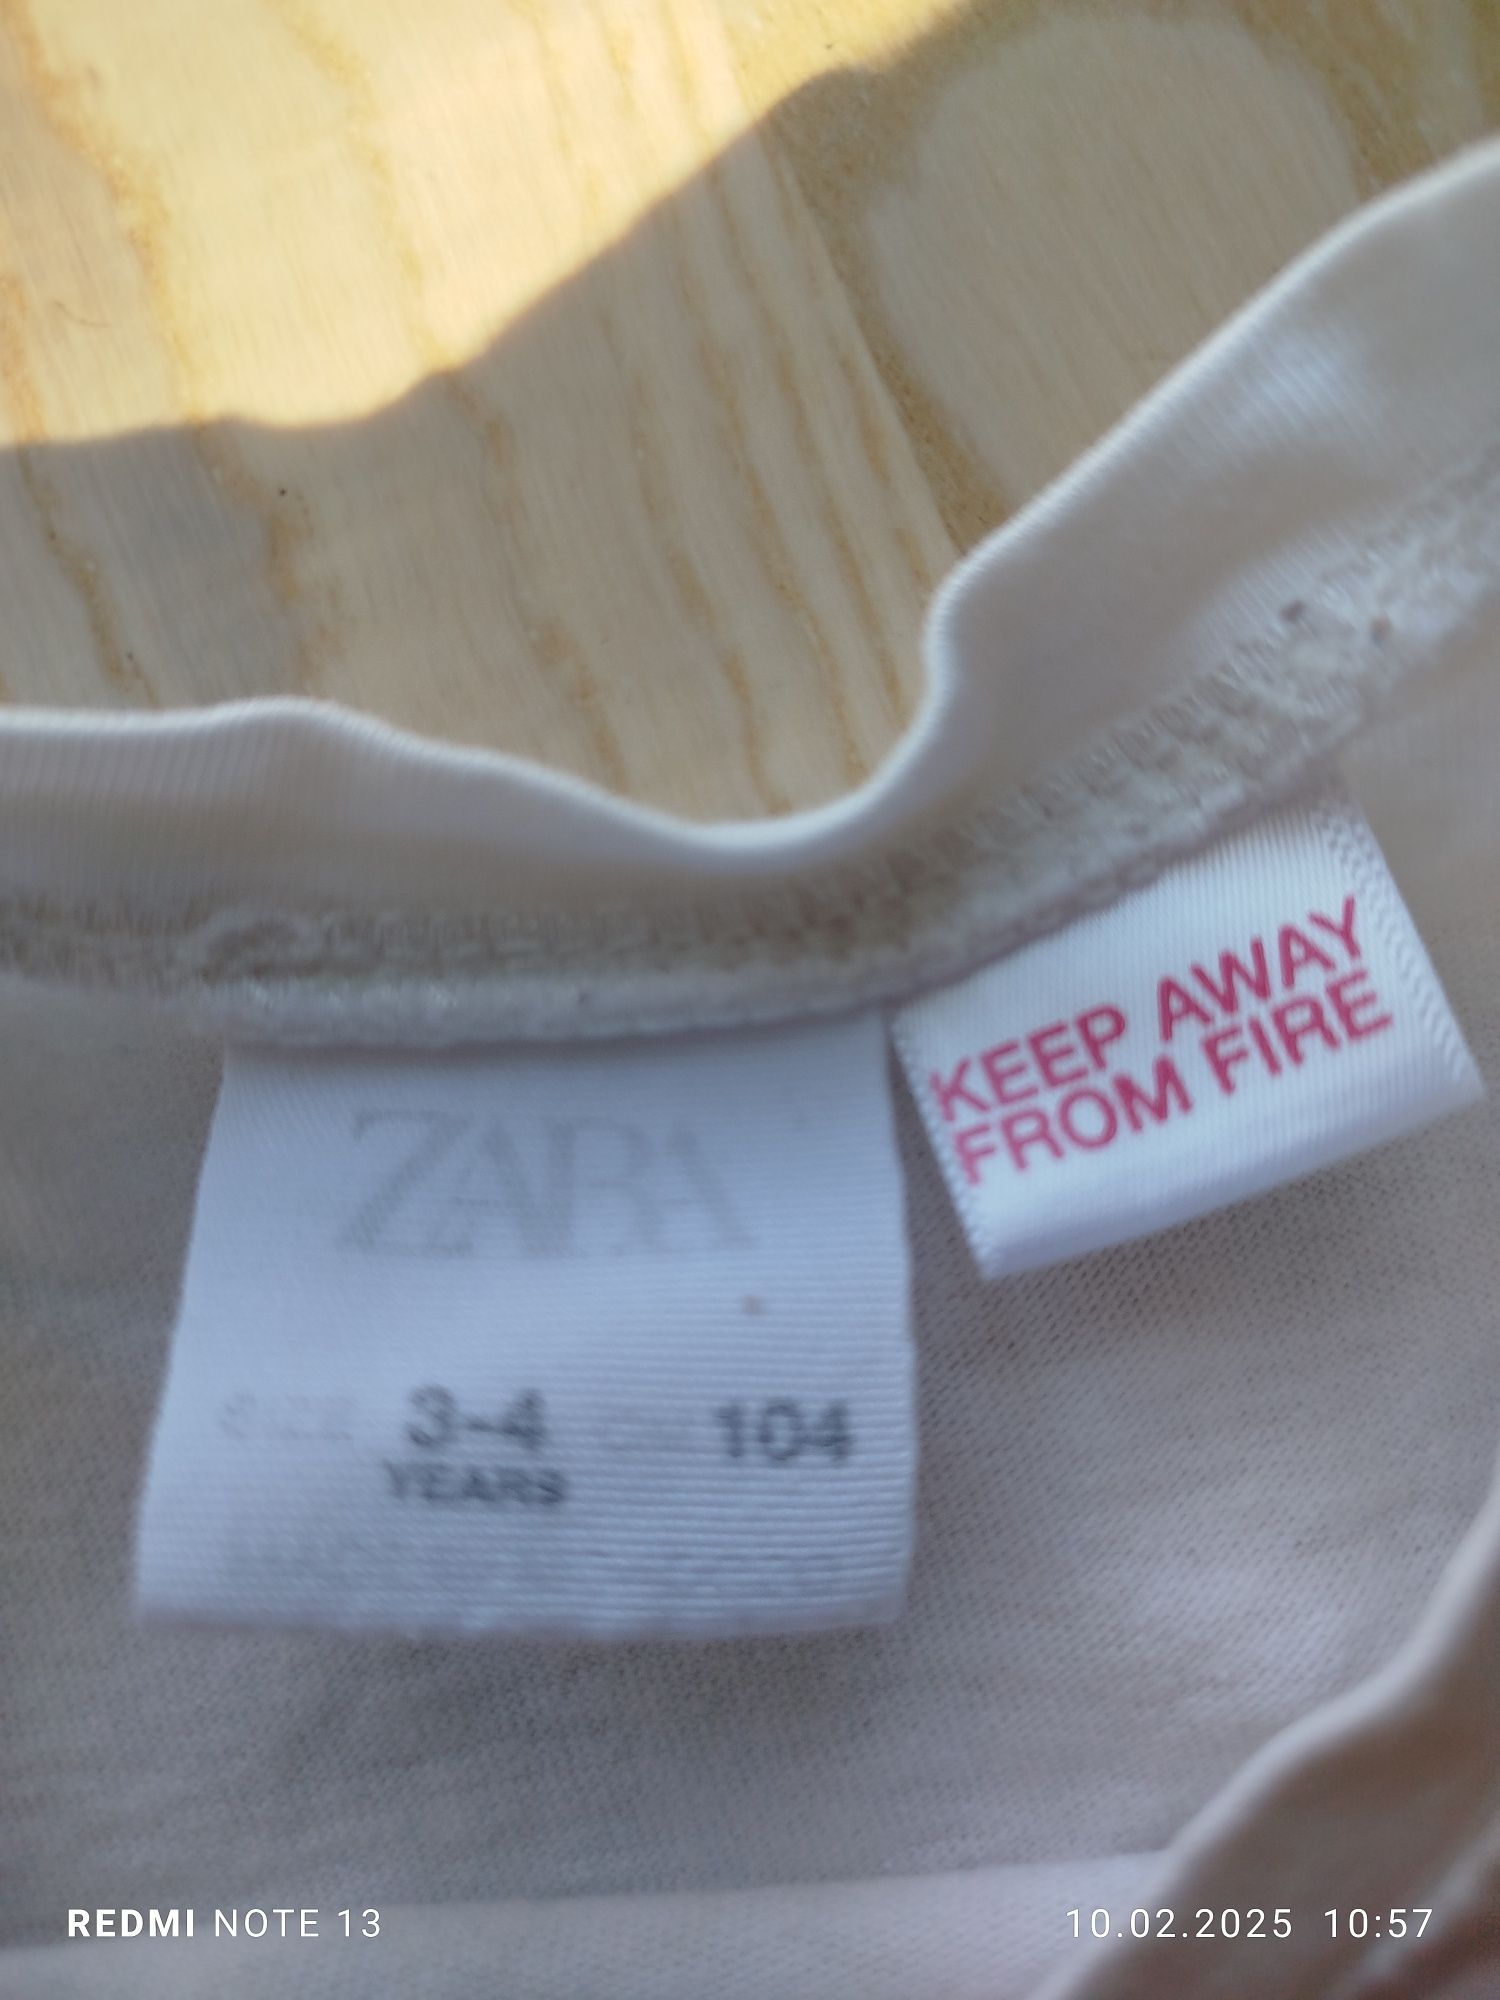 KEEP AWAY
FROM FIRE
ZARA
3-4 104
YEARS
REDMI NOTE 13
10.02.2025 10:57